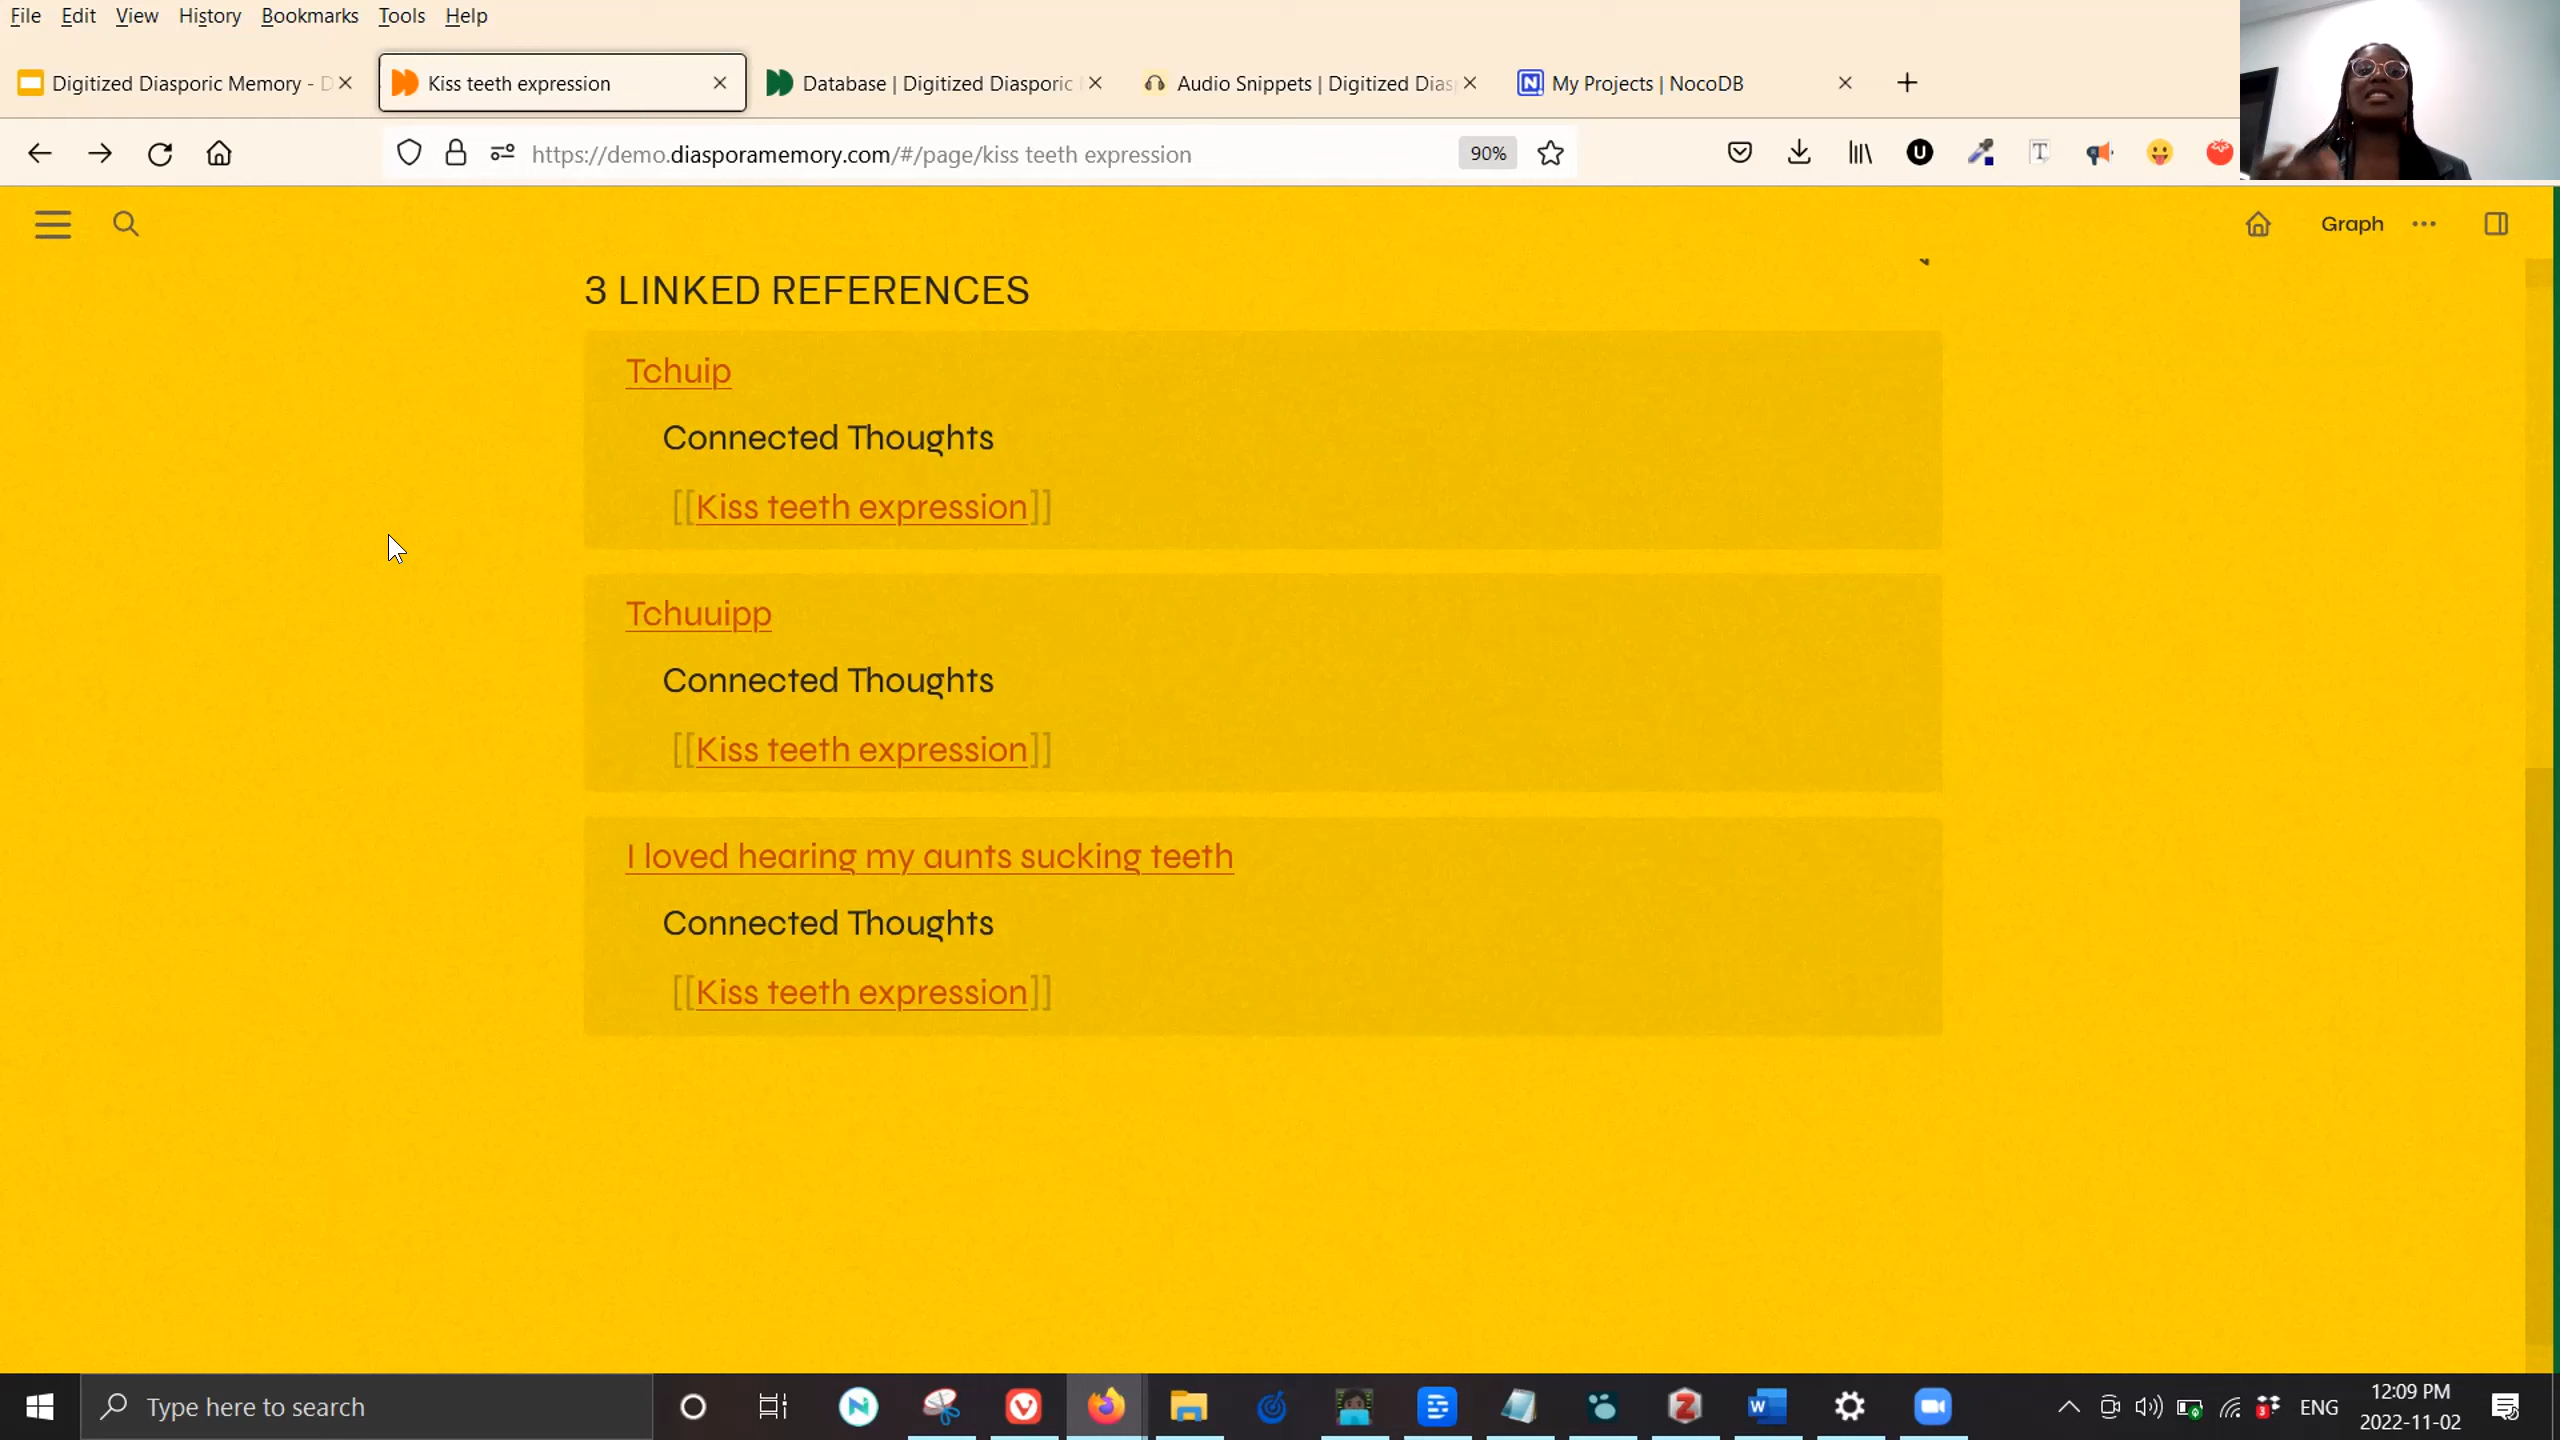 File Edit View History Bookmarks Tools Help
Digitized Diasporic Memory - D
Kiss teeth expression
Database | Digitized Diasporic
Audio Snippets | Digitized Dias
My Projects | NocoDB
https://demo.diasporamemory.com/#/page/kiss teeth expression
90%
Graph
3 LINKED REFERENCES
Tchuip
Connected Thoughts
[[Kiss teeth expression]]
Tchuuipp
Connected Thoughts
[[Kiss teeth expression]]
I loved hearing my aunts sucking teeth
Connected Thoughts
[[Kiss teeth expression]]
Type here to search
ENG
12:09 PM
2022-11-02